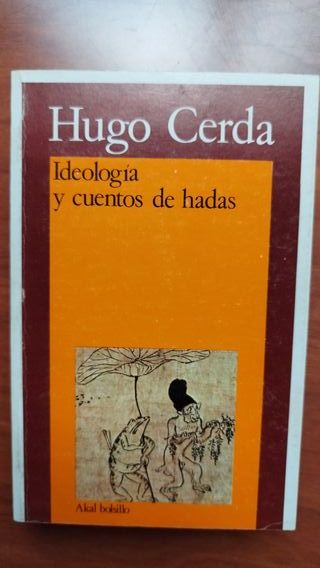 Hugo Cerda
Ideología
y cuentos de hadas
Akal bolsillo